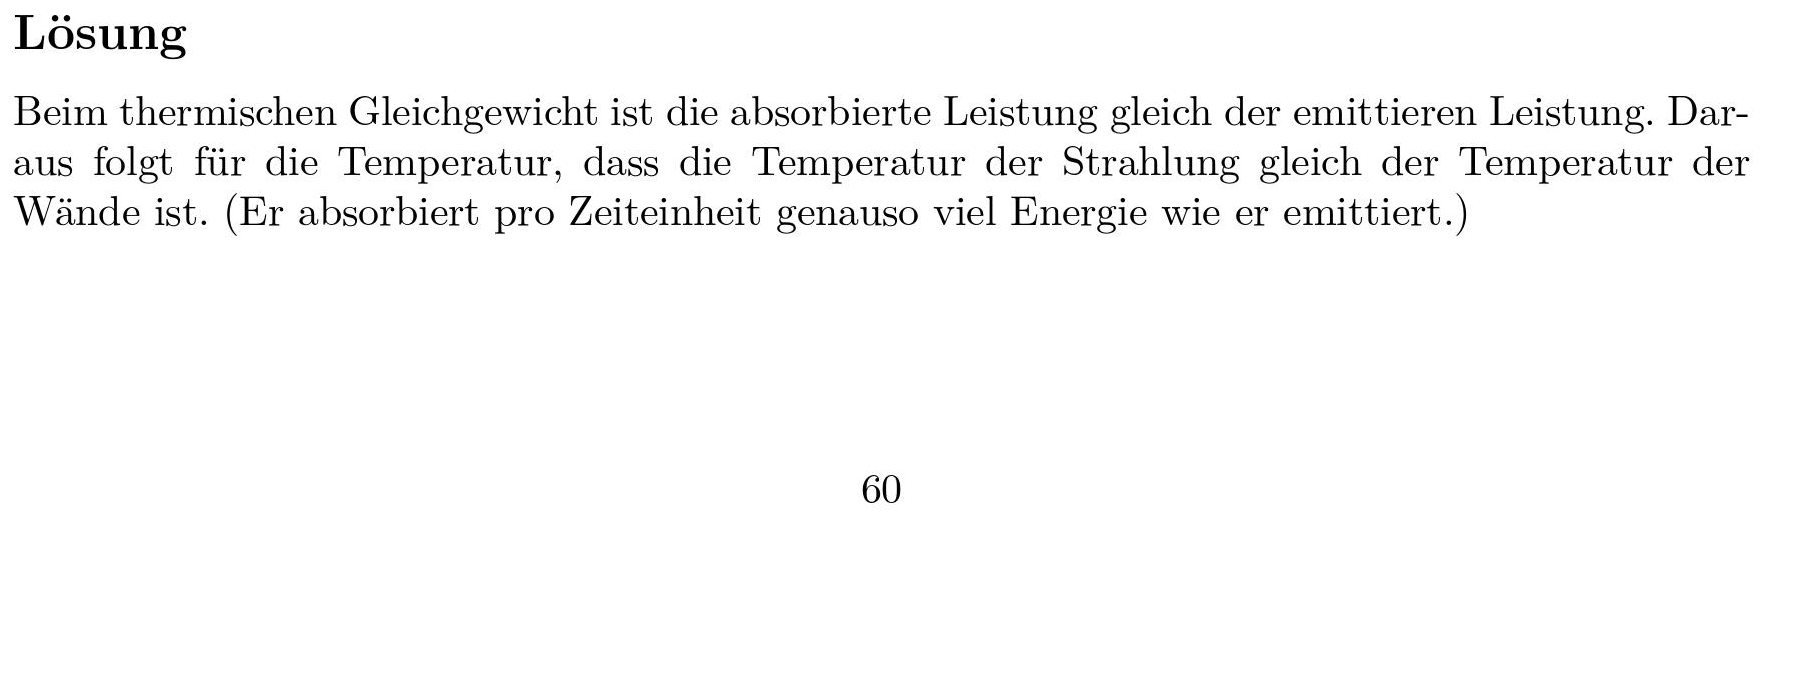 Lösung
Beim thermischen Gleichgewicht ist die absorbierte Leistung gleich der emittieren Leistung. Dar-
aus folgt für die Temperatur, dass die Temperatur der Strahlung gleich der Temperatur der
Wände ist. (Er absorbiert pro Zeiteinheit genauso viel Energie wie er emittiert.)
60